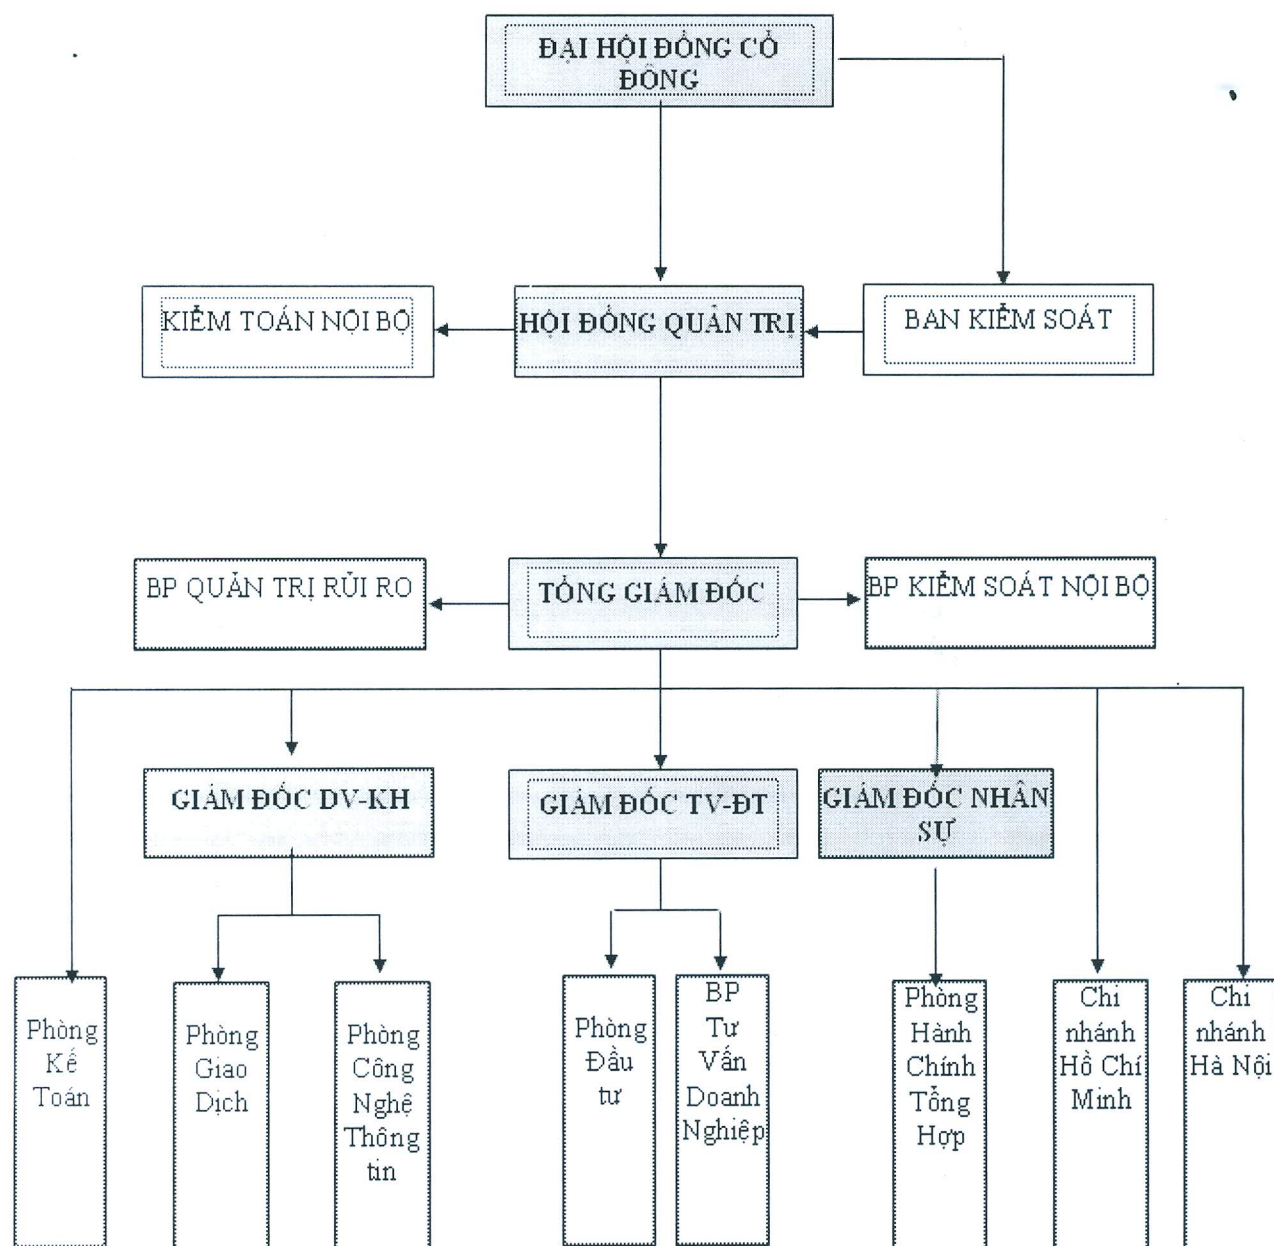 ĐẠI HỘI ĐỒNG CỔ
ĐÔNG
KIỂM TOÁN NỘI BỘ
HỘI ĐỒNG QUẢN TRỊ
BAN KIỂM SOÁT
BP QUẢN TRỊ RỦI RO
TỔNG GIÁM ĐỐC
BP KIỂM SOÁT NỘI BỘ
GIÁM ĐỐC DV-KH
GIÁM ĐỐC TV-ĐT
GIÁM ĐỐC NHÂN
SỰ
Phòng
Kế
Toán
Phòng
Giao
Dịch
Phòng
Công
Nghệ
Thông
tin
Phòng
Đầu
tư
BP
Tư
Vấn
Doanh
Nghiệp
Phòng
Hành
Chính
Tổng
Hợp
Chi
nhánh
Hồ Chí
Minh
Chi
nhánh
Hà Nội